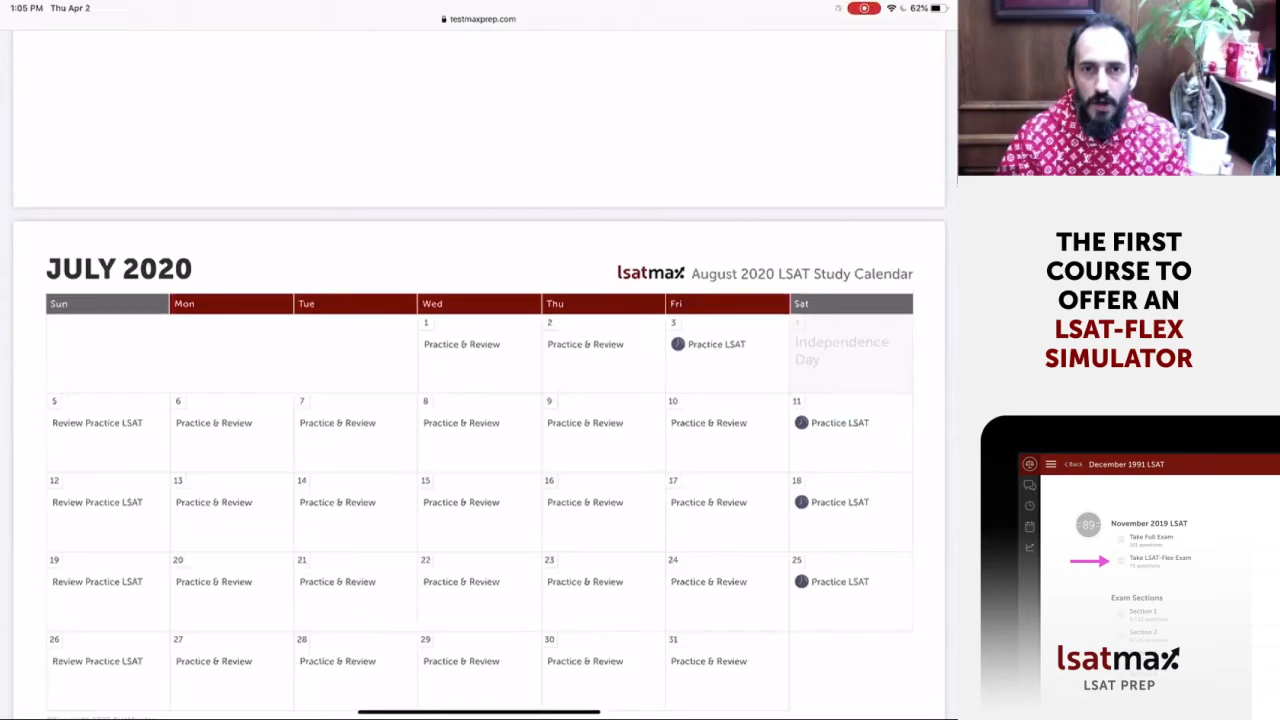 1:05 PM Thu Apr 2
testmaxprep.com
62%
JULY 2020
lsatmax August 2020 LSAT Study Calendar
Sun Mon Tue Wed Thu Fri Sat
1 2 3 4
Practice & Review Practice & Review Practice LSAT Independence
Day
5 6 7 8 9 10 11
Review Practice LSAT Practice & Review Practice & Review Practice & Review Practice & Review Practice & Review Practice LSAT
12 13 14 15 16 17 18
Review Practice LSAT Practice & Review Practice & Review Practice & Review Practice & Review Practice & Review Practice LSAT
19 20 21 22 23 24 25
Review Practice LSAT Practice & Review Practice & Review Practice & Review Practice & Review Practice & Review Practice LSAT
26 27 28 29 30 31
Review Practice LSAT Practice & Review Practice & Review Practice & Review Practice & Review Practice & Review
THE FIRST
COURSE TO
OFFER AN
LSAT-FLEX
SIMULATOR
< Back December 1991 LSAT
89
November 2019 LSAT
Take Full Exam
101 questions
Take LSAT-Flex Exam
Exam Sections
Section 1
Section 2
lsatmax
LSAT PREP